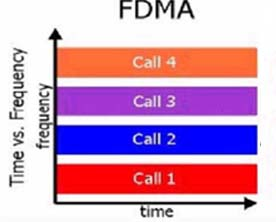 FDMA
Time vs. Frequency
frequency
Call 4
Call 3
Call 2
Call 1
time